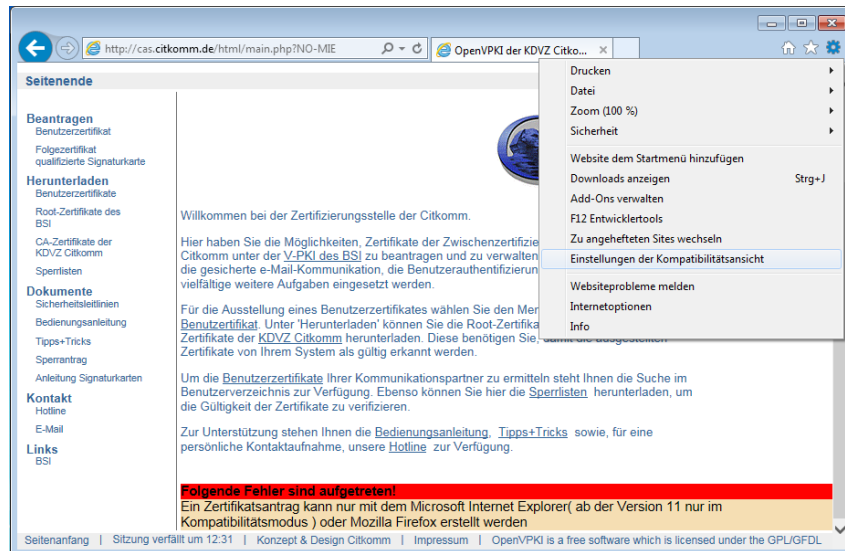 http://cas.citkomm.de/html/main.php?NO-MIE
OpenVPKI der KDVZ Citko...
Seitenende
Beantragen
Benutzerzertifikat
Folgezertifikat
qualifizierte Signaturkarte
Herunterladen
Benutzerzertifikate
Root-Zertifikate des
BSI
CA-Zertifikate der
KDVZ Citkomm
Sperrlisten
Dokumente
Sicherheitsleitlinien
Bedienungsanleitung
Tipps+Tricks
Sperrantrag
Anleitung Signaturkarten
Kontakt
Hotline
E-Mail
Links
BSI
Drucken
Datei
Zoom (100 %)
Sicherheit
Website dem Startmenü hinzufügen
Downloads anzeigen Strg+J
Add-Ons verwalten
F12 Entwicklertools
Zu angehefteten Sites wechseln
Einstellungen der Kompatibilitätsansicht
Websiteprobleme melden
Internetoptionen
Info
Willkommen bei der Zertifizierungsstelle der Citkomm.
Hier haben Sie die Möglichkeiten, Zertifikate der Zwischenzertifizie
Citkomm unter der V-PKI des BSI zu beantragen und zu verwalten
die gesicherte e-Mail-Kommunikation, die Benutzerauthentifizierun
vielfältige weitere Aufgaben eingesetzt werden.
Für die Ausstellung eines Benutzerzertifikates wählen Sie den Men
Benutzertifikat. Unter 'Herunterladen' können Sie die Root-Zertifika
Zertifikate der KDVZ Citkomm herunterladen. Diese benötigen Sie, damit die ausgestellten
Zertifikate von Ihrem System als gültig erkannt werden.
Um die Benutzerzertifikate Ihrer Kommunikationspartner zu ermitteln steht Ihnen die Suche im
Benutzerverzeichnis zur Verfügung. Ebenso können Sie hier die Sperrlisten herunterladen, um
die Gültigkeit der Zertifikate zu verifizieren.
Zur Unterstützung stehen Ihnen die Bedienungsanleitung, Tipps+Tricks sowie, für eine
persönliche Kontaktaufnahme, unsere Hotline zur Verfügung.
Folgende Fehler sind aufgetreten!
Ein Zertifikatsantrag kann nur mit dem Microsoft Internet Explorer( ab der Version 11 nur im
Kompatibilitätsmodus ) oder Mozilla Firefox erstellt werden
Seitenanfang | Sitzung verfällt um 12:31 | Konzept & Design Citkomm | Impressum | OpenVPKI is a free software which is licensed under the GPL/GFDL